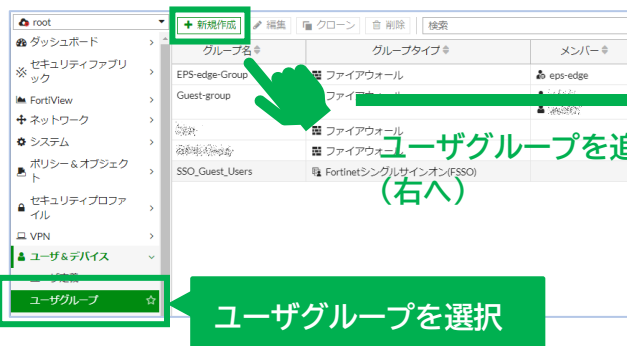 root
新規作成 編集 クローン 削除 検索
グループ名 グループタイプ メンバー
ダッシュボード
セキュリティファブリ
ック
FortiView
ネットワーク
システム
ポリシー&オブジェク
ト
セキュリティプロファ
イル
VPN
ユーザ&デバイス
ユーザグループ
EPS-edge-Group ファイアウォール eps-edge
Guest-group ファイアウォール
ファイアウォール
ファイアウォール
SSO_Guest_Users Fortinetシングルサインオン(FSSO)
ユーザグループを追
(右へ)
ユーザグループを選択